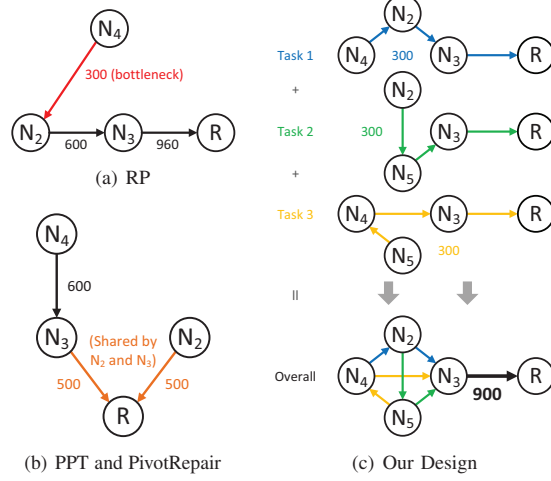 N4
300 (bottleneck)
N2
N3
R
600
960
(a) RP
N4
600
N3
(Shared by
N2 and N3)
N2
500
500
R
(b) PPT and PivotRepair
Task 1
N4
N2
300
N3
R
+
N2
Task 2
300
N5
N3
R
+
Task 3
N4
N3
R
N5
300
=
Overall
N2
N4
N3
R
900
N5
(c) Our Design